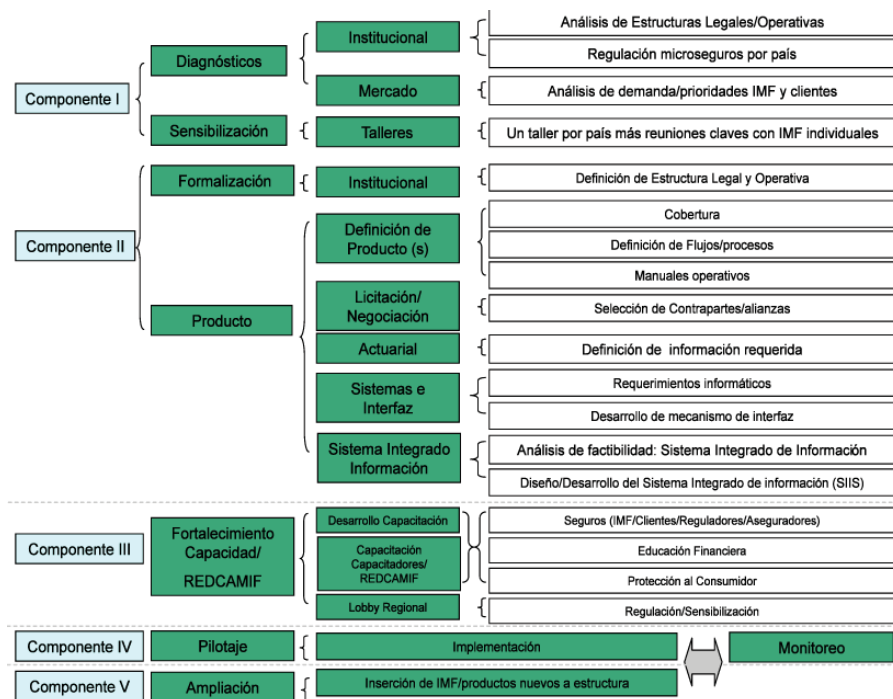 Componente I
Diagnósticos
Institucional
Análisis de Estructuras Legales/Operativas
Regulación microseguros por país
Mercado
Análisis de demanda/prioridades IMF y clientes
Sensibilización
Talleres
Un taller por país más reuniones claves con IMF individuales
Componente II
Formalización
Institucional
Definición de Estructura Legal y Operativa
Producto
Definición de
Producto (s)
Cobertura
Definición de Flujos/procesos
Manuales operativos
Licitación/
Negociación
Selección de Contrapartes/alianzas
Actuarial
Definición de información requerida
Sistemas e
Interfaz
Requerimientos informáticos
Desarrollo de mecanismo de interfaz
Sistema Integrado
Información
Análisis de factibilidad: Sistema Integrado de Información
Diseño/Desarrollo del Sistema Integrado de información (SIIS)
Componente III
Fortalecimiento
Capacidad/
REDCAMIF
Desarrollo Capacitación
Capacitación
Capacitadores/
REDCAMIF
Seguros (IMF/Clientes/Reguladores/Aseguradores)
Educación Financiera
Protección al Consumidor
Lobby Regional
Regulación/Sensibilización
Componente IV
Pilotaje
Implementación
Monitoreo
Componente V
Ampliación
Inserción de IMF/productos nuevos a estructura